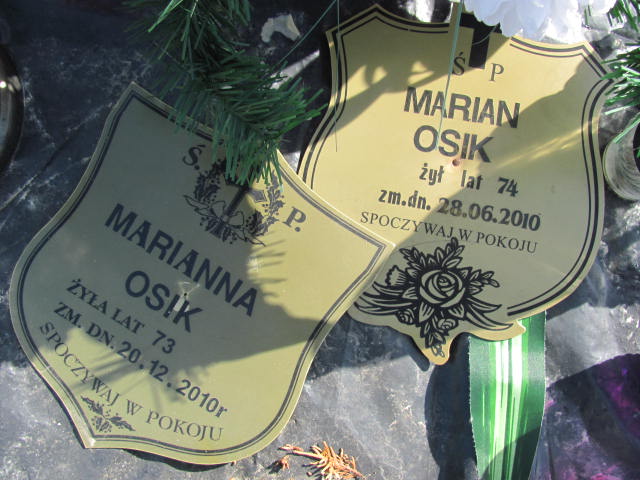 Ś. P.
MARIANNA
OSIK
ŻYŁA LAT 73
ZM. DN. 20.12.2010r
SPOCZYWAJ W POKOJU
Ś P
MARIAN
OSIK
żył lat 74
zm.dn. 28.06.2010
SPOCZYWAJ W POKOJU